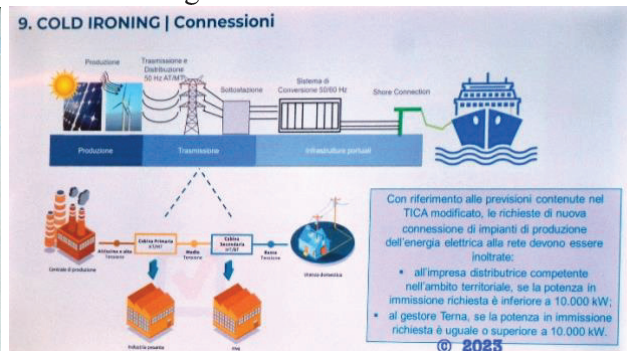 9. COLD IRONING | Connessioni
Produzione
Trasmissione e
Distribuzione
50 Hz AT/MT
Sottostazione
Sistema di
Conversione 50/60 Hz
Shore Connection
Produzione
Trasmissione
Infrastrutture portuali
Centrale di produzione
Altissima e alta
Tensione
Cabina Primaria
AT/MT
Media
Tensione
Cabina
Secondaria
MT/BT
Bassa
Tensione
Utenza domestica
PMI
Con riferimento alle previsioni contenute nel
TICA modificato, le richieste di nuova
connessione di impianti di produzione
dell'energia elettrica alla rete devono essere
inoltrate:
▪ all'impresa distributrice competente
nell'ambito territoriale, se la potenza in
immissione richiesta è inferiore a 10.000 kW;
▪ al gestore Terna, se la potenza in immissione
richiesta è uguale o superiore a 10.000 kW.
© 2023